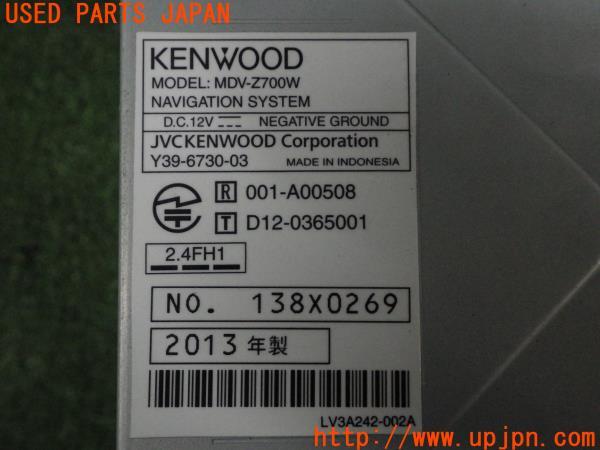 USED PARTS JAPAN
KENWOOD
MODEL: MDV-Z700W
NAVIGATION SYSTEM
D.C.12V NEGATIVE GROUND
JVCKENWOOD Corporation
Y39-6730-03 MADE IN INDONESIA
R 001-A00508
T D12-0365001
2.4FH1
NO. 138X0269
2013 年製
LV3A242-002A
www.upjpn.com